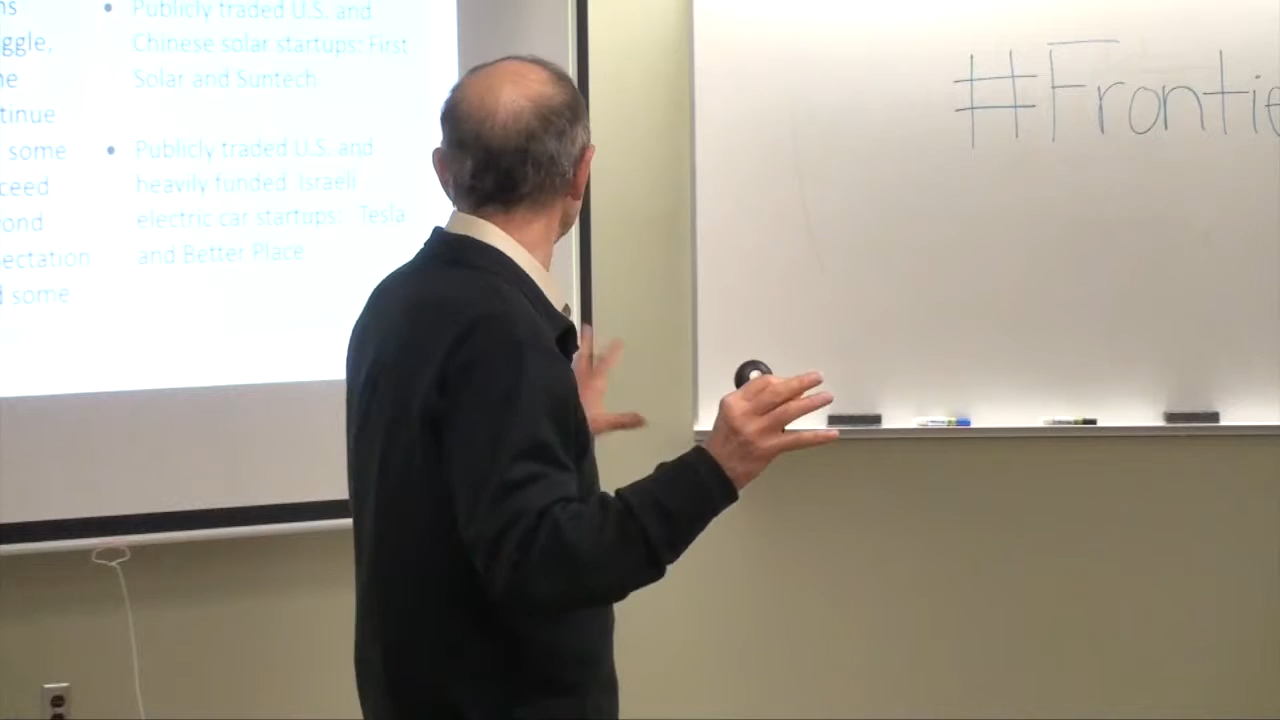 ns
ggle,
ne
tinue
some
ceed
yond
ectation
d some
• Publicly traded U.S. and
Chinese solar startups: First
Solar and Suntech
• Publicly traded U.S. and
heavily funded Israeli
electric car startups: Tesla
and Better Place
#Frontie